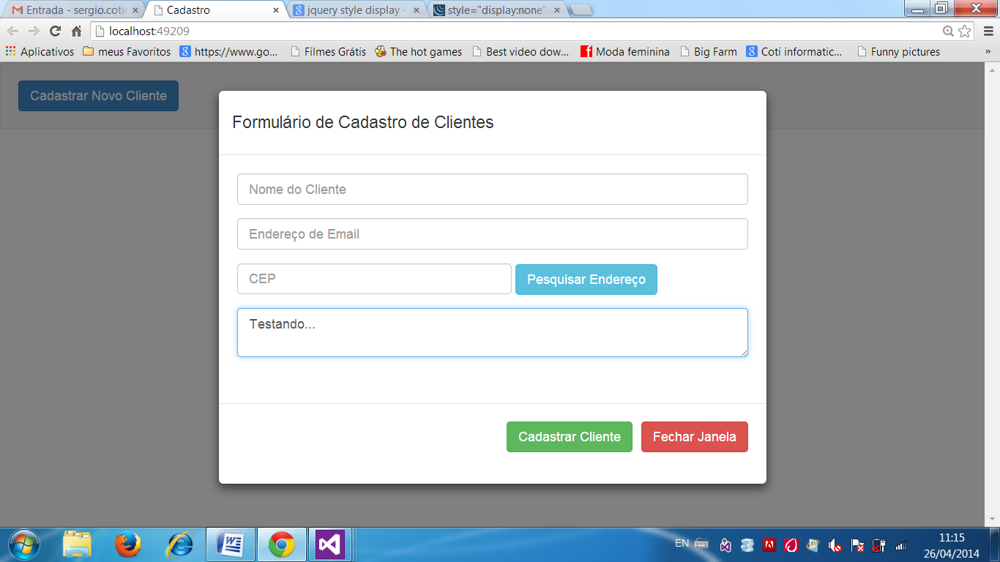 Entrada - sergio.coti
Cadastro
jquery style display -
style="display:none"
localhost:49209
Aplicativos meus Favoritos https://www.go... Filmes Grátis The hot games Best video dow... Moda feminina Big Farm Coti informatic... Funny pictures »
Cadastrar Novo Cliente
Formulário de Cadastro de Clientes
Nome do Cliente
Endereço de Email
CEP Pesquisar Endereço
Testando...
Cadastrar Cliente Fechar Janela
EN
11:15
26/04/2014